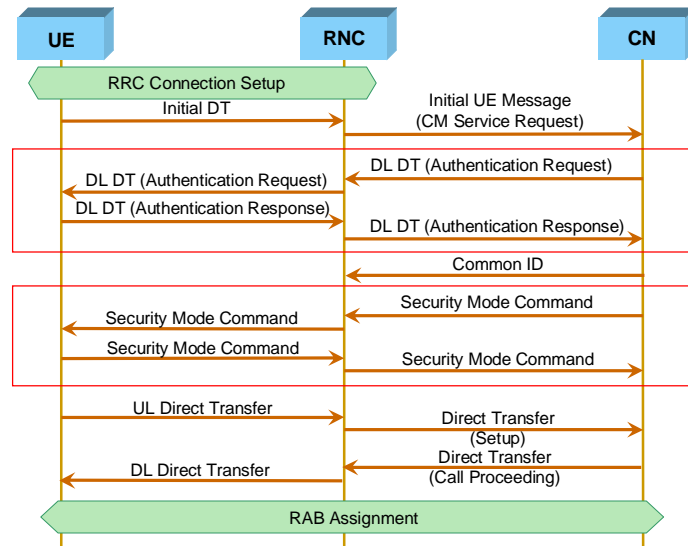 UE
RNC
CN
RRC Connection Setup
Initial DT
Initial UE Message
(CM Service Request)
DL DT (Authentication Request)
DL DT (Authentication Request)
DL DT (Authentication Response)
DL DT (Authentication Response)
Common ID
Security Mode Command
Security Mode Command
Security Mode Command
Security Mode Command
UL Direct Transfer
Direct Transfer
(Setup)
Direct Transfer
(Call Proceeding)
DL Direct Transfer
RAB Assignment